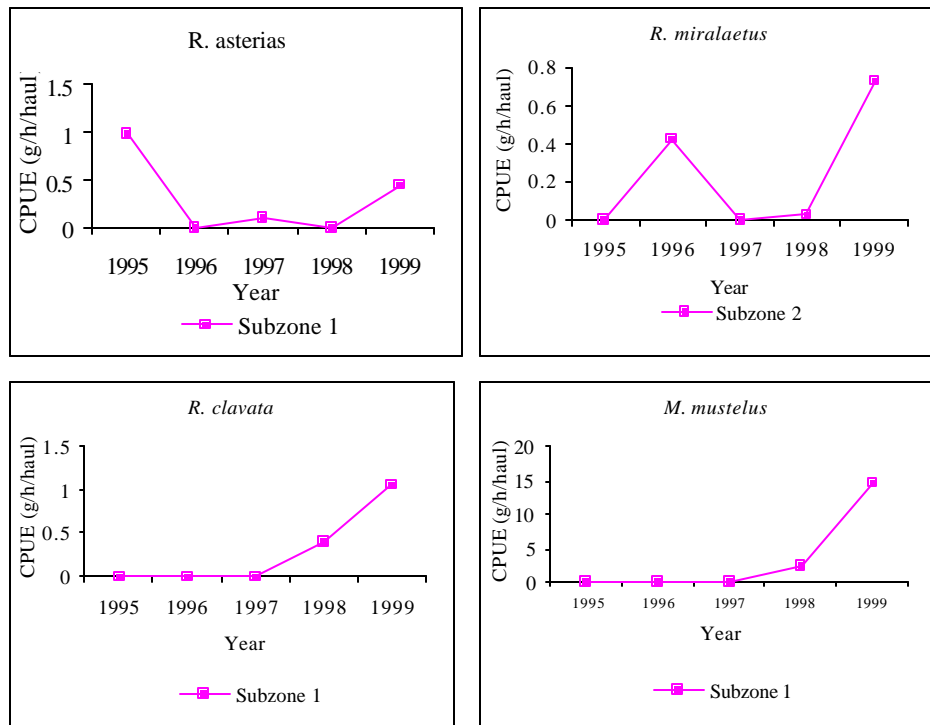 R. asterias
CPUE (g/h/haul)
1.5
1
0.5
0
1995 1996 1997 1998 1999
Year
Subzone 1
R. miralaetus
CPUE (g/h/haul)
0.8
0.6
0.4
0.2
0
1995 1996 1997 1998 1999
Year
Subzone 2
R. clavata
CPUE (g/h/haul)
1.5
1
0.5
0
1995 1996 1997 1998 1999
Year
Subzone 1
M. mustelus
CPUE (g/h/haul)
20
15
10
5
0
1995 1996 1997 1998 1999
Year
Subzone 1